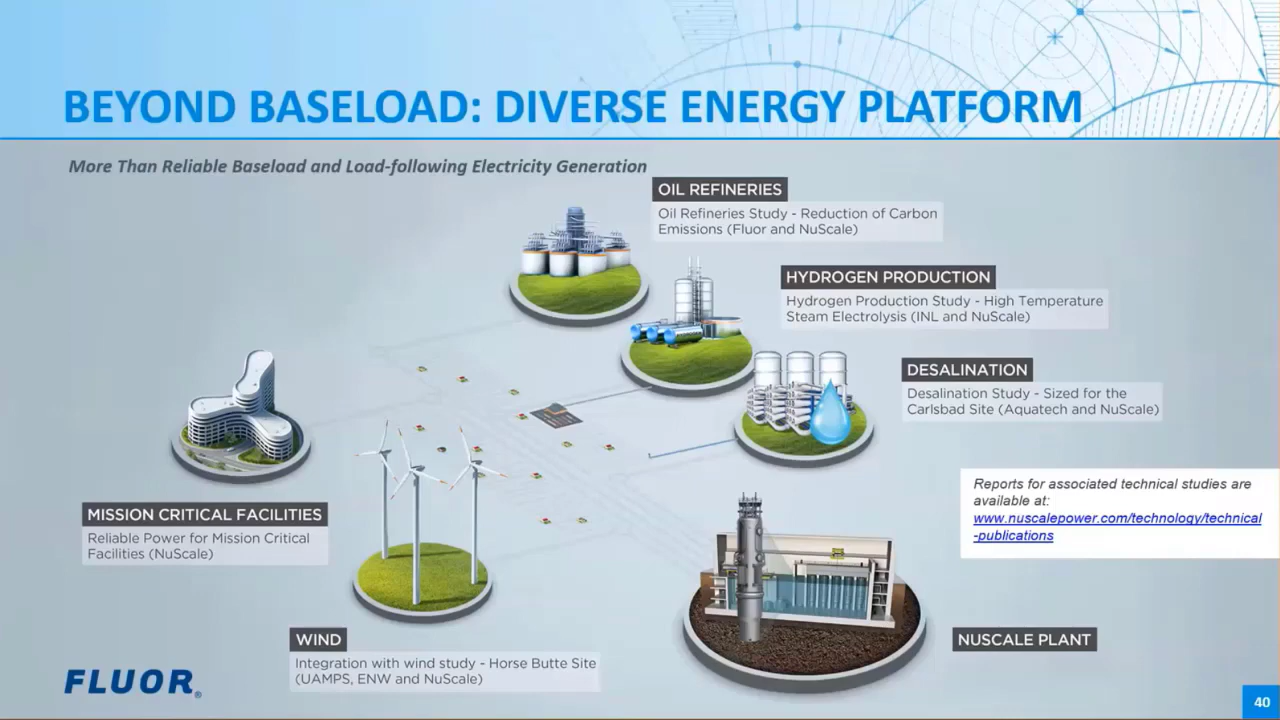 BEYOND BASELOAD: DIVERSE ENERGY PLATFORM
More Than Reliable Baseload and Load-following Electricity Generation
OIL REFINERIES
Oil Refineries Study - Reduction of Carbon
Emissions (Fluor and NuScale)
HYDROGEN PRODUCTION
Hydrogen Production Study - High Temperature
Steam Electrolysis (INL and NuScale)
DESALINATION
Desalination Study - Sized for the
Carlsbad Site (Aquatech and NuScale)
Reports for associated technical studies are
available at:
www.nuscalepower.com/technology/technical
-publications
MISSION CRITICAL FACILITIES
Reliable Power for Mission Critical
Facilities (NuScale)
WIND
Integration with wind study - Horse Butte Site
(UAMPS, ENW and NuScale)
NUSCALE PLANT
FLUOR®
40